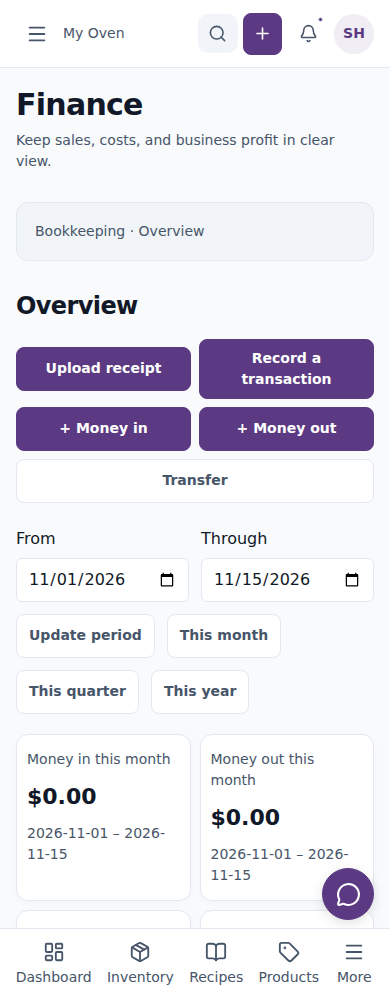 My Oven
SH
Finance
Keep sales, costs, and business profit in clear
view.
Bookkeeping · Overview
Overview
Upload receipt
Record a
transaction
+ Money in
+ Money out
Transfer
From
Through
11/01/2026
11/15/2026
Update period
This month
This quarter
This year
Money in this month
$0.00
2026-11-01 – 2026-
11-15
Money out this
month
$0.00
2026-11-01 – 2026-
11-15
Dashboard
Inventory
Recipes
Products
More